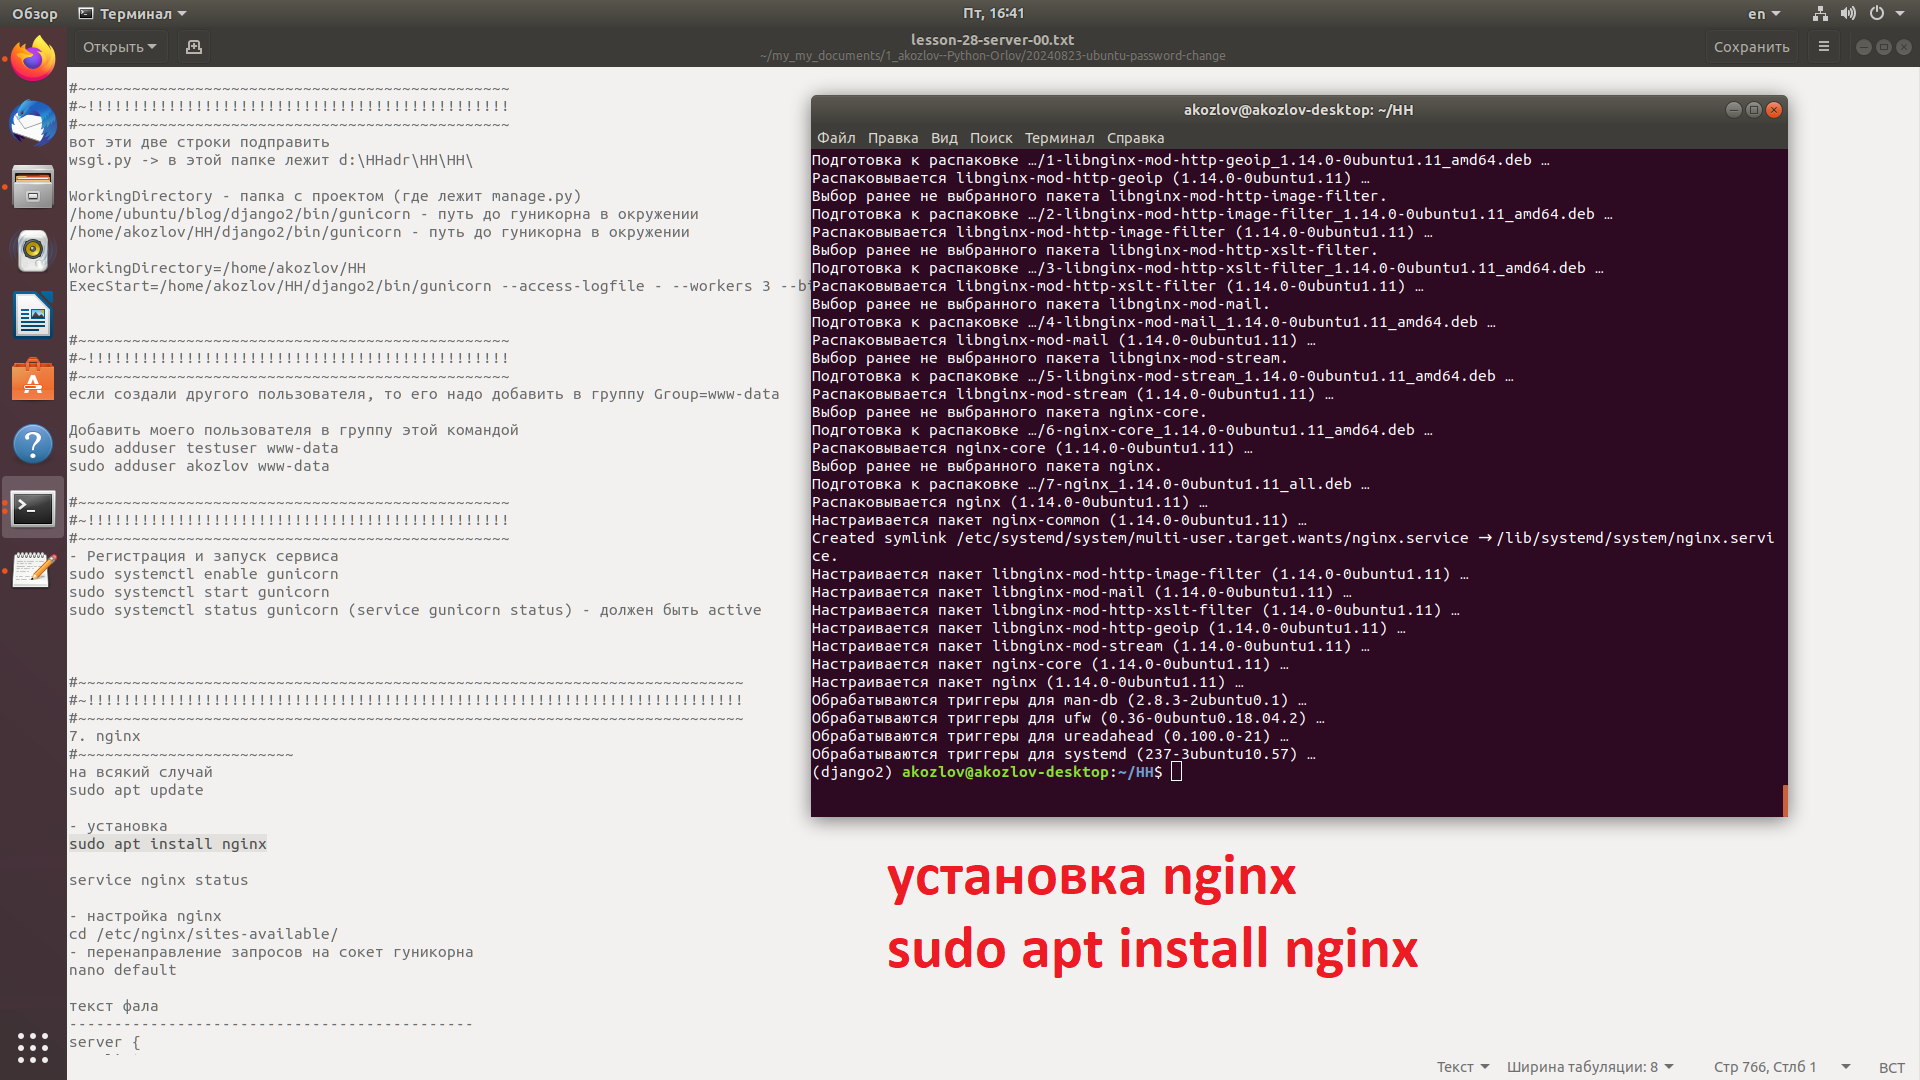 Обзор
Терминал
Пт, 16:41
en
Открыть
lesson-28-server-00.txt
~/my_my_documents/1_akozlov--Python-Orlov/20240823-ubuntu-password-change
Сохранить
#~~~~~~~~~~~~~~~~~~~~~~~~~~~~~~~~~~~~~~~~~~~~~~~~
#~!!!!!!!!!!!!!!!!!!!!!!!!!!!!!!!!!!!!!!!!!!!!!!!
#~~~~~~~~~~~~~~~~~~~~~~~~~~~~~~~~~~~~~~~~~~~~~~~~
вот эти две строки подправить
wsgi.py -> в этой папке лежит d:\HHadr\HH\HH\
WorkingDirectory - папка с проектом (где лежит manage.py)
/home/ubuntu/blog/django2/bin/gunicorn - путь до гуникорна в окружении
/home/akozlov/HH/django2/bin/gunicorn - путь до гуникорна в окружении
WorkingDirectory=/home/akozlov/HH
ExecStart=/home/akozlov/HH/django2/bin/gunicorn --access-logfile - --workers 3 --bi
#~~~~~~~~~~~~~~~~~~~~~~~~~~~~~~~~~~~~~~~~~~~~~~~~
#~!!!!!!!!!!!!!!!!!!!!!!!!!!!!!!!!!!!!!!!!!!!!!!!
#~~~~~~~~~~~~~~~~~~~~~~~~~~~~~~~~~~~~~~~~~~~~~~~~
если создали другого пользователя, то его надо добавить в группу Group=www-data
Добавить моего пользователя в группу этой командой
sudo adduser testuser www-data
sudo adduser akozlov www-data
#~~~~~~~~~~~~~~~~~~~~~~~~~~~~~~~~~~~~~~~~~~~~~~~~
#~!!!!!!!!!!!!!!!!!!!!!!!!!!!!!!!!!!!!!!!!!!!!!!!
#~~~~~~~~~~~~~~~~~~~~~~~~~~~~~~~~~~~~~~~~~~~~~~~~
- Регистрация и запуск сервиса
sudo systemctl enable gunicorn
sudo systemctl start gunicorn
sudo systemctl status gunicorn (service gunicorn status) - должен быть active
#~~~~~~~~~~~~~~~~~~~~~~~~~~~~~~~~~~~~~~~~~~~~~~~~~~~~~~~~~~~~~~~~~~~~~~~~~~
#~!!!!!!!!!!!!!!!!!!!!!!!!!!!!!!!!!!!!!!!!!!!!!!!!!!!!!!!!!!!!!!!!!!!!!!!!!
#~~~~~~~~~~~~~~~~~~~~~~~~~~~~~~~~~~~~~~~~~~~~~~~~~~~~~~~~~~~~~~~~~~~~~~~~~~
7. nginx
#~~~~~~~~~~~~~~~~~~~~~~~~
на всякий случай
sudo apt update
- установка
sudo apt install nginx
service nginx status
- настройка nginx
cd /etc/nginx/sites-available/
- перенаправление запросов на сокет гуникорна
nano default
текст фала
---------------------------------------------
server {
akozlov@akozlov-desktop: ~/HH
Файл Правка Вид Поиск Терминал Справка
Подготовка к распаковке …/1-libnginx-mod-http-geoip_1.14.0-0ubuntu1.11_amd64.deb …
Распаковывается libnginx-mod-http-geoip (1.14.0-0ubuntu1.11) …
Выбор ранее не выбранного пакета libnginx-mod-http-image-filter.
Подготовка к распаковке …/2-libnginx-mod-http-image-filter_1.14.0-0ubuntu1.11_amd64.deb …
Распаковывается libnginx-mod-http-image-filter (1.14.0-0ubuntu1.11) …
Выбор ранее не выбранного пакета libnginx-mod-http-xslt-filter.
Подготовка к распаковке …/3-libnginx-mod-http-xslt-filter_1.14.0-0ubuntu1.11_amd64.deb …
Распаковывается libnginx-mod-http-xslt-filter (1.14.0-0ubuntu1.11) …
Выбор ранее не выбранного пакета libnginx-mod-mail.
Подготовка к распаковке …/4-libnginx-mod-mail_1.14.0-0ubuntu1.11_amd64.deb …
Распаковывается libnginx-mod-mail (1.14.0-0ubuntu1.11) …
Выбор ранее не выбранного пакета libnginx-mod-stream.
Подготовка к распаковке …/5-libnginx-mod-stream_1.14.0-0ubuntu1.11_amd64.deb …
Распаковывается libnginx-mod-stream (1.14.0-0ubuntu1.11) …
Выбор ранее не выбранного пакета nginx-core.
Подготовка к распаковке …/6-nginx-core_1.14.0-0ubuntu1.11_amd64.deb …
Распаковывается nginx-core (1.14.0-0ubuntu1.11) …
Выбор ранее не выбранного пакета nginx.
Подготовка к распаковке …/7-nginx_1.14.0-0ubuntu1.11_all.deb …
Распаковывается nginx (1.14.0-0ubuntu1.11) …
Настраивается пакет nginx-common (1.14.0-0ubuntu1.11) …
Created symlink /etc/systemd/system/multi-user.target.wants/nginx.service → /lib/systemd/system/nginx.servi
ce.
Настраивается пакет libnginx-mod-http-image-filter (1.14.0-0ubuntu1.11) …
Настраивается пакет libnginx-mod-mail (1.14.0-0ubuntu1.11) …
Настраивается пакет libnginx-mod-http-xslt-filter (1.14.0-0ubuntu1.11) …
Настраивается пакет libnginx-mod-http-geoip (1.14.0-0ubuntu1.11) …
Настраивается пакет libnginx-mod-stream (1.14.0-0ubuntu1.11) …
Настраивается пакет nginx-core (1.14.0-0ubuntu1.11) …
Настраивается пакет nginx (1.14.0-0ubuntu1.11) …
Обрабатываются триггеры для man-db (2.8.3-2ubuntu0.1) …
Обрабатываются триггеры для ufw (0.36-0ubuntu0.18.04.2) …
Обрабатываются триггеры для ureadahead (0.100.0-21) …
Обрабатываются триггеры для systemd (237-3ubuntu10.57) …
(django2) akozlov@akozlov-desktop:~/HH$
установка nginx
sudo apt install nginx
Текст
Ширина табуляции: 8
Стр 766, Стлб 1
ВСТ